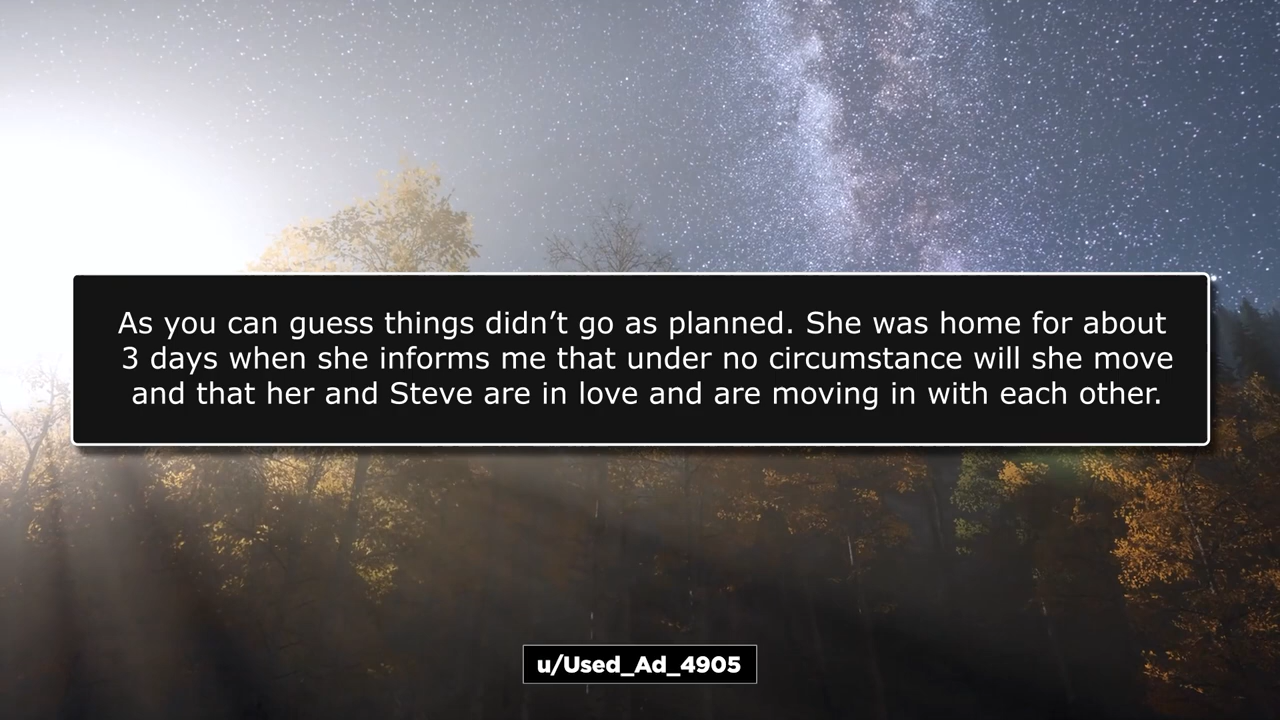 As you can guess things didn’t go as planned. She was home for about
3 days when she informs me that under no circumstance will she move
and that her and Steve are in love and are moving in with each other.
u/Used_Ad_4905